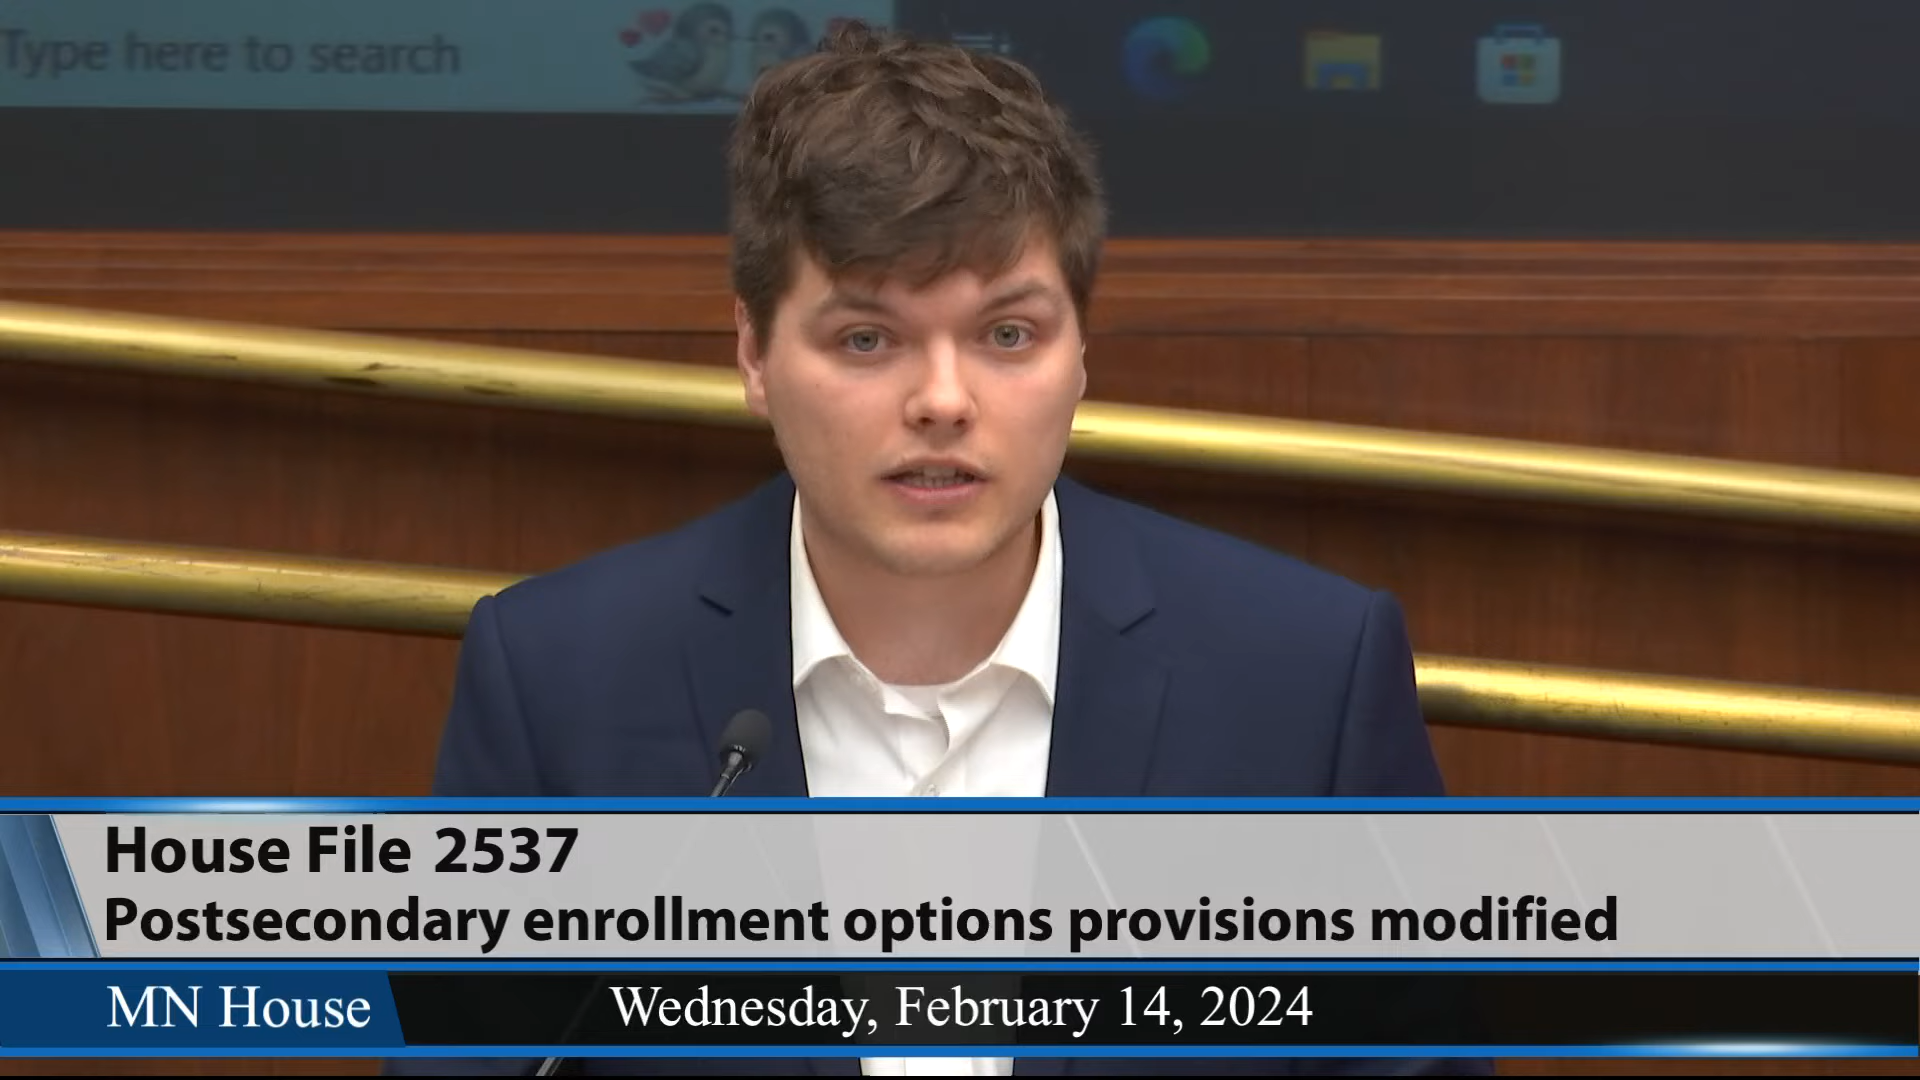 Type here to search
House File 2537
Postsecondary enrollment options provisions modified
MN House
Wednesday, February 14, 2024